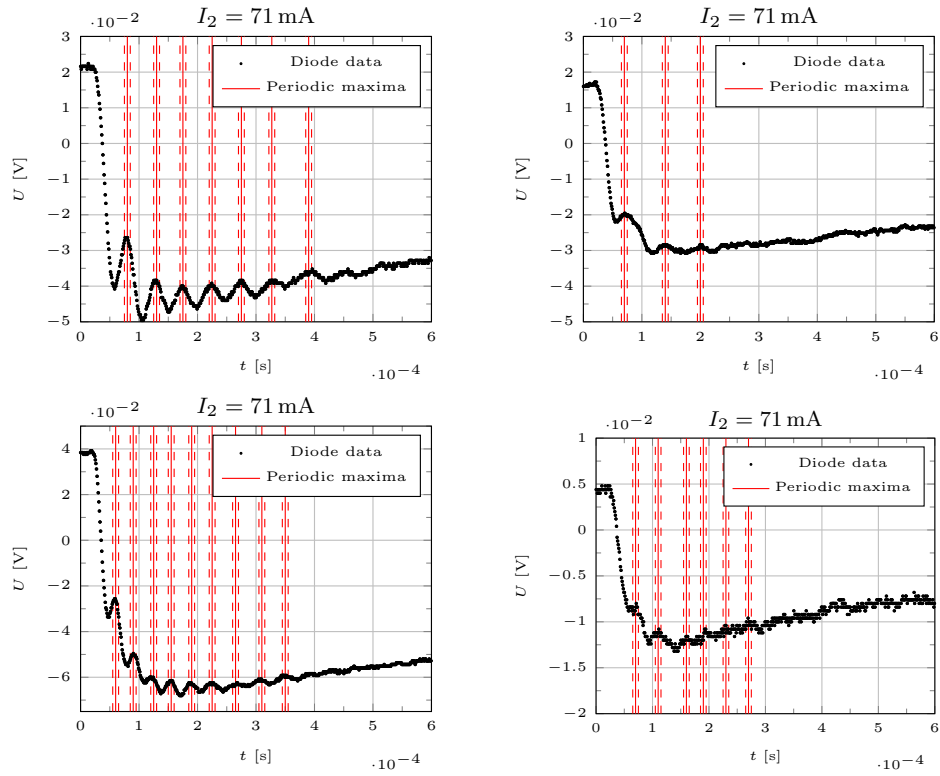 I₂ = 71 mA
·10⁻²
3
2
1
0
−1
−2
−3
−4
−5
U [V]
Diode data
Periodic maxima
0 1 2 3 4 5 6
t [s]
·10⁻⁴
I₂ = 71 mA
·10⁻²
3
2
1
0
−1
−2
−3
−4
−5
U [V]
Diode data
Periodic maxima
0 1 2 3 4 5 6
t [s]
·10⁻⁴
I₂ = 71 mA
·10⁻²
4
2
0
−2
−4
−6
U [V]
Diode data
Periodic maxima
0 1 2 3 4 5 6
t [s]
·10⁻⁴
I₂ = 71 mA
·10⁻²
1
0.5
0
−0.5
−1
−1.5
−2
U [V]
Diode data
Periodic maxima
0 1 2 3 4 5 6
t [s]
·10⁻⁴